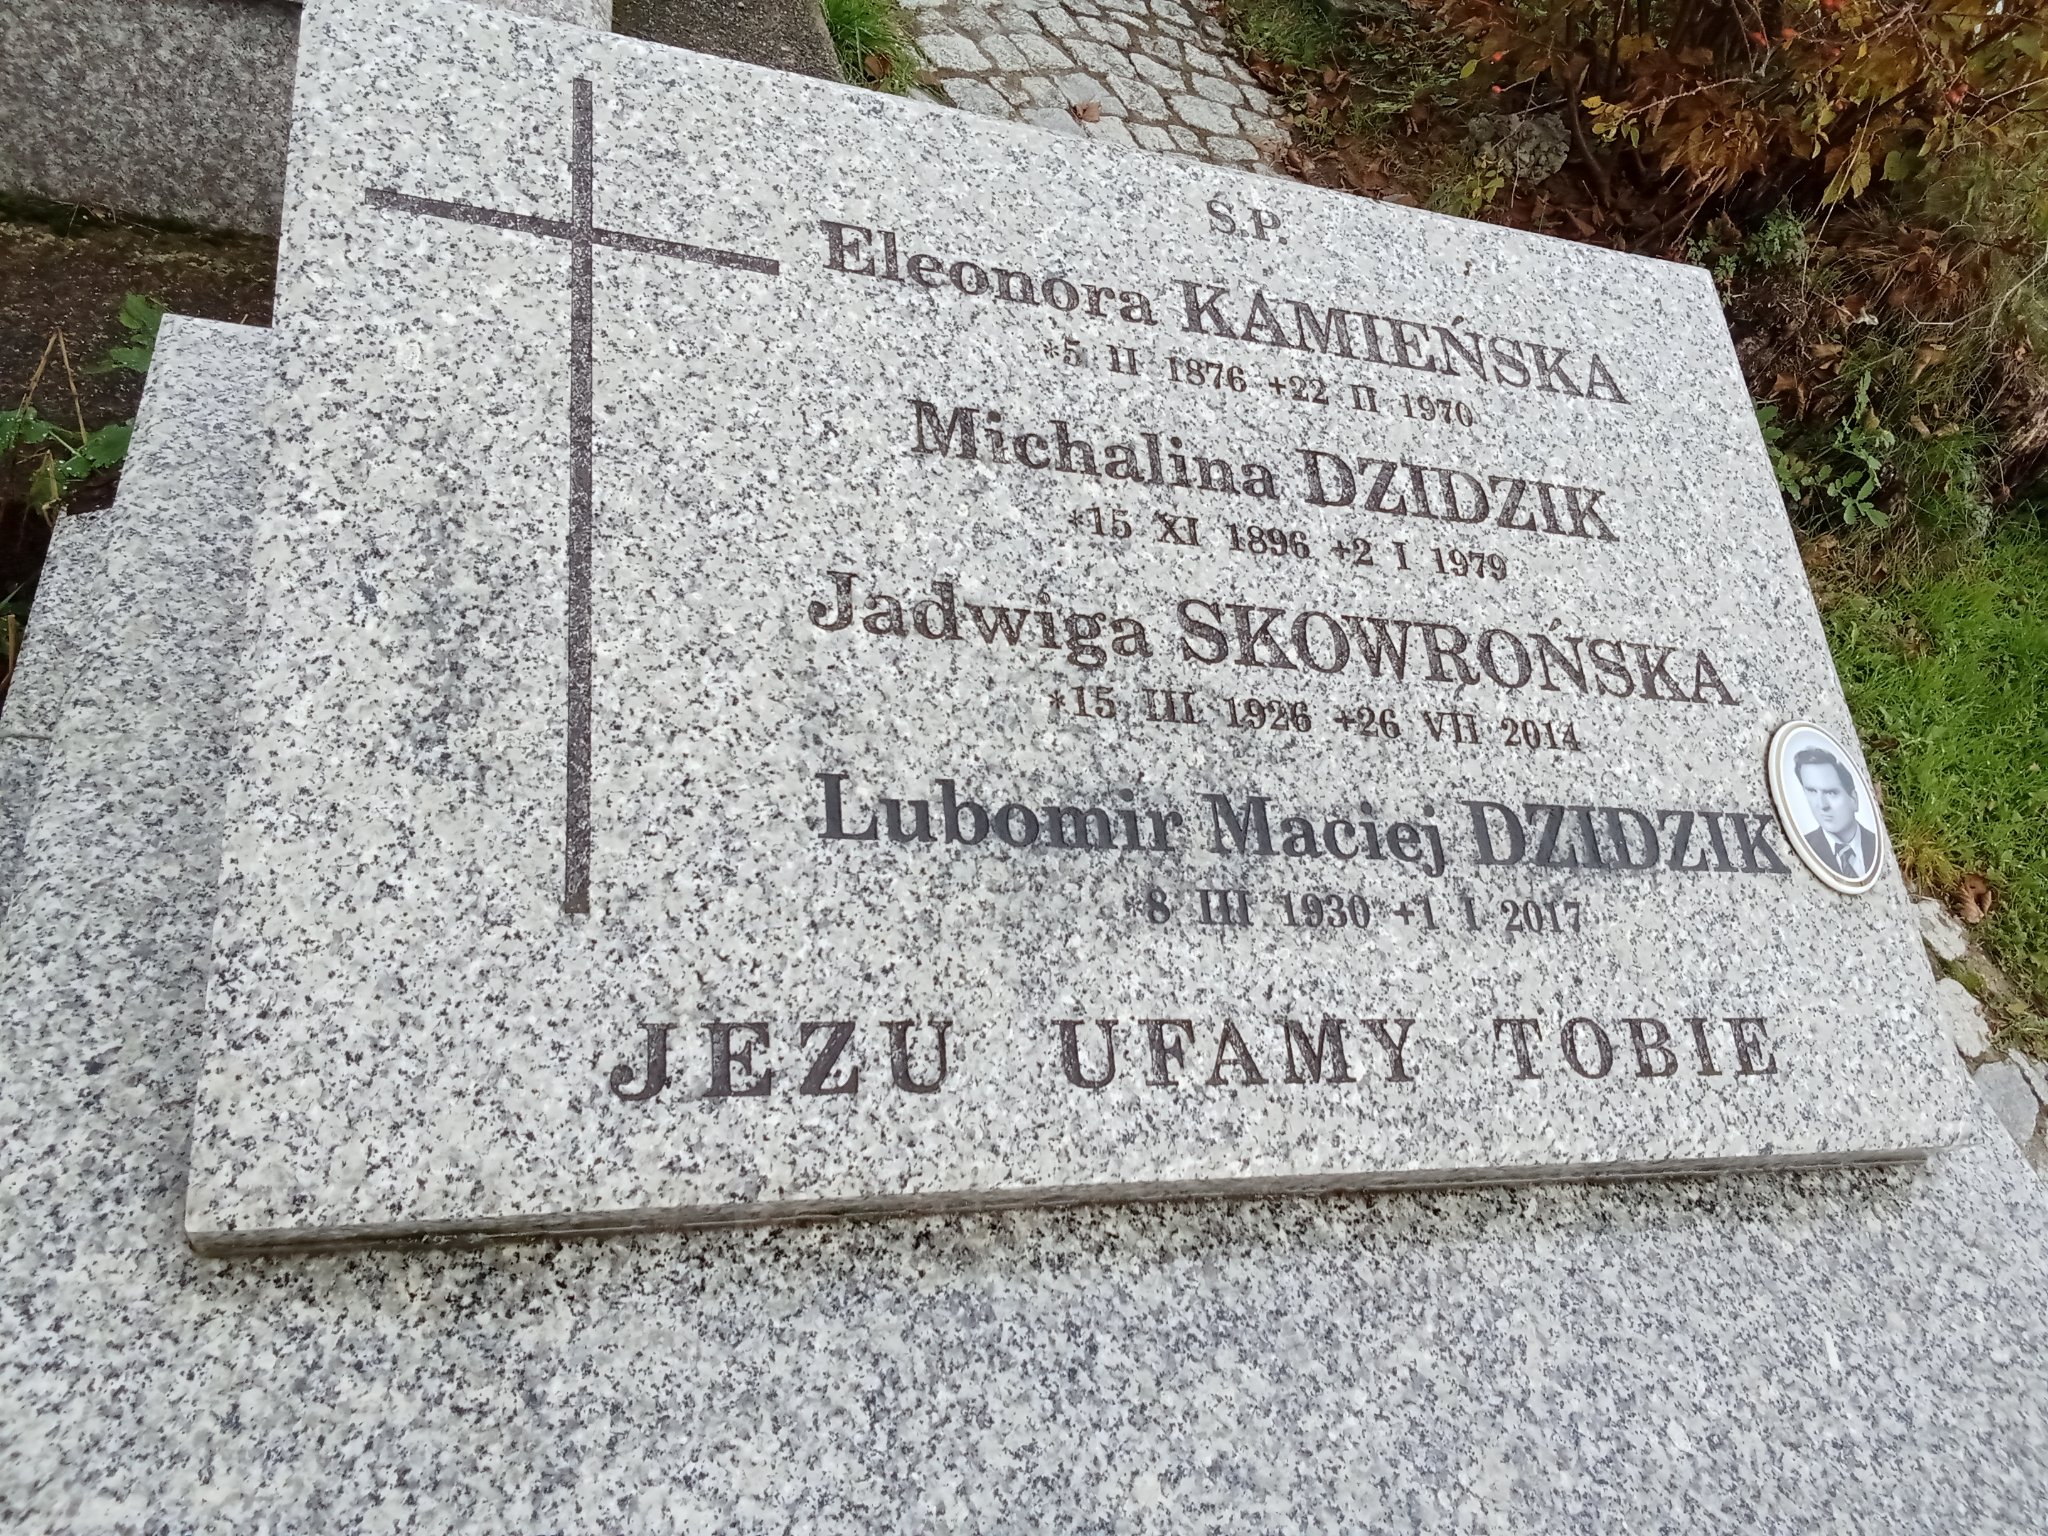 Ś.P.
Eleonora KAMIEŃSKA
*5 II 1876 +22 II 1970
Michalina DZIDZIK
*15 XI 1896 +2 I 1979
Jadwiga SKOWROŃSKA
*15 III 1926 +26 VII 2014
Lubomir Maciej DZIDZIK
*8 III 1930 +1 I 2017
JEZU UFAMY TOBIE